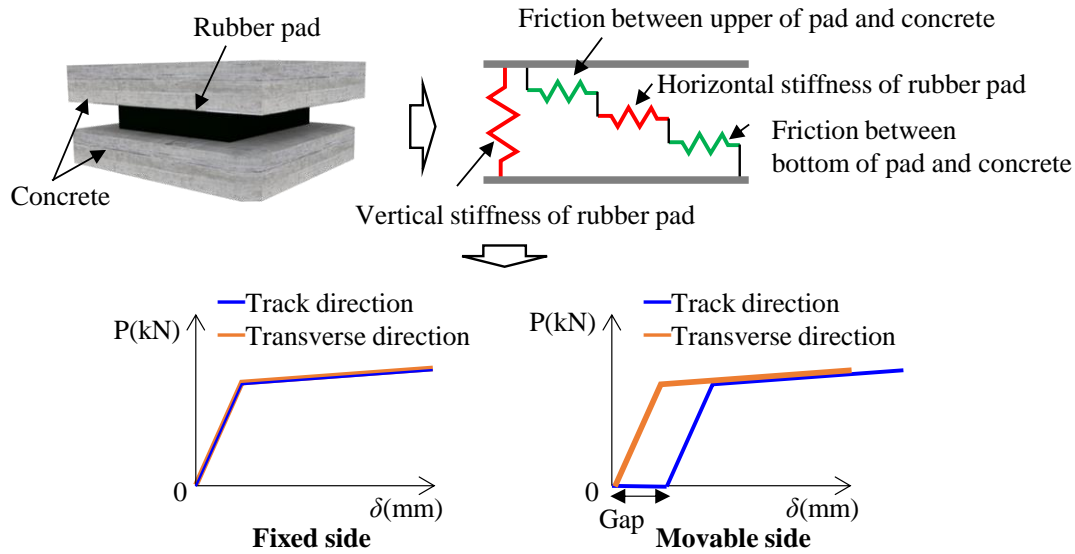 Rubber pad
Concrete
Friction between upper of pad and concrete
Horizontal stiffness of rubber pad
Friction between
bottom of pad and concrete
Vertical stiffness of rubber pad
Track direction
Transverse direction
P(kN)
0
δ(mm)
Fixed side
Track direction
Transverse direction
P(kN)
0
Gap
δ(mm)
Movable side